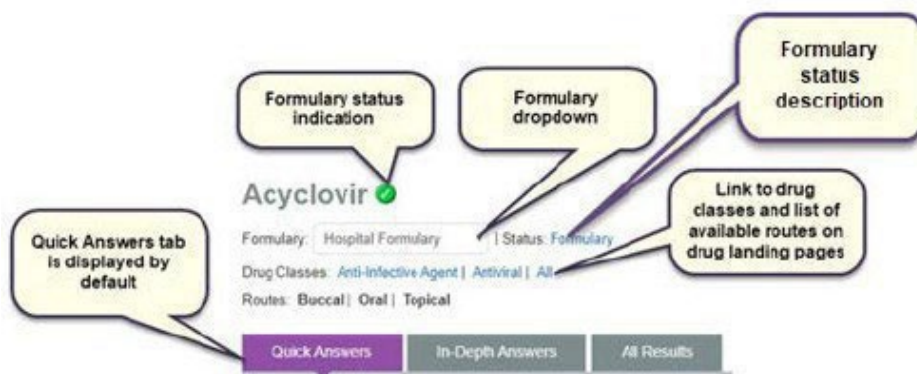 Formulary status
indication
Formulary
dropdown
Formulary
status
description
Acyclovir
Formulary: Hospital Formulary | Status: Formulary
Drug Classes: Anti-Infective Agent | Antiviral | All
Routes: Buccal | Oral | Topical
Link to drug
classes and list of
available routes on
drug landing pages
Quick Answers tab
is displayed by
default
Quick Answers
In-Depth Answers
All Results